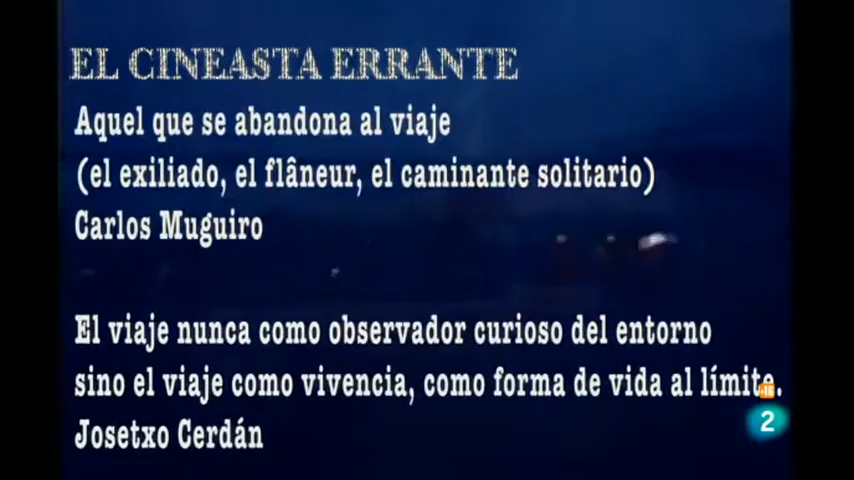 EL CINEASTA ERRANTE
Aquel que se abandona al viaje
(el exiliado, el flâneur, el caminante solitario)
Carlos Muguiro
El viaje nunca como observador curioso del entorno
sino el viaje como vivencia, como forma de vida al límite.
Josetxo Cerdán
+16
2